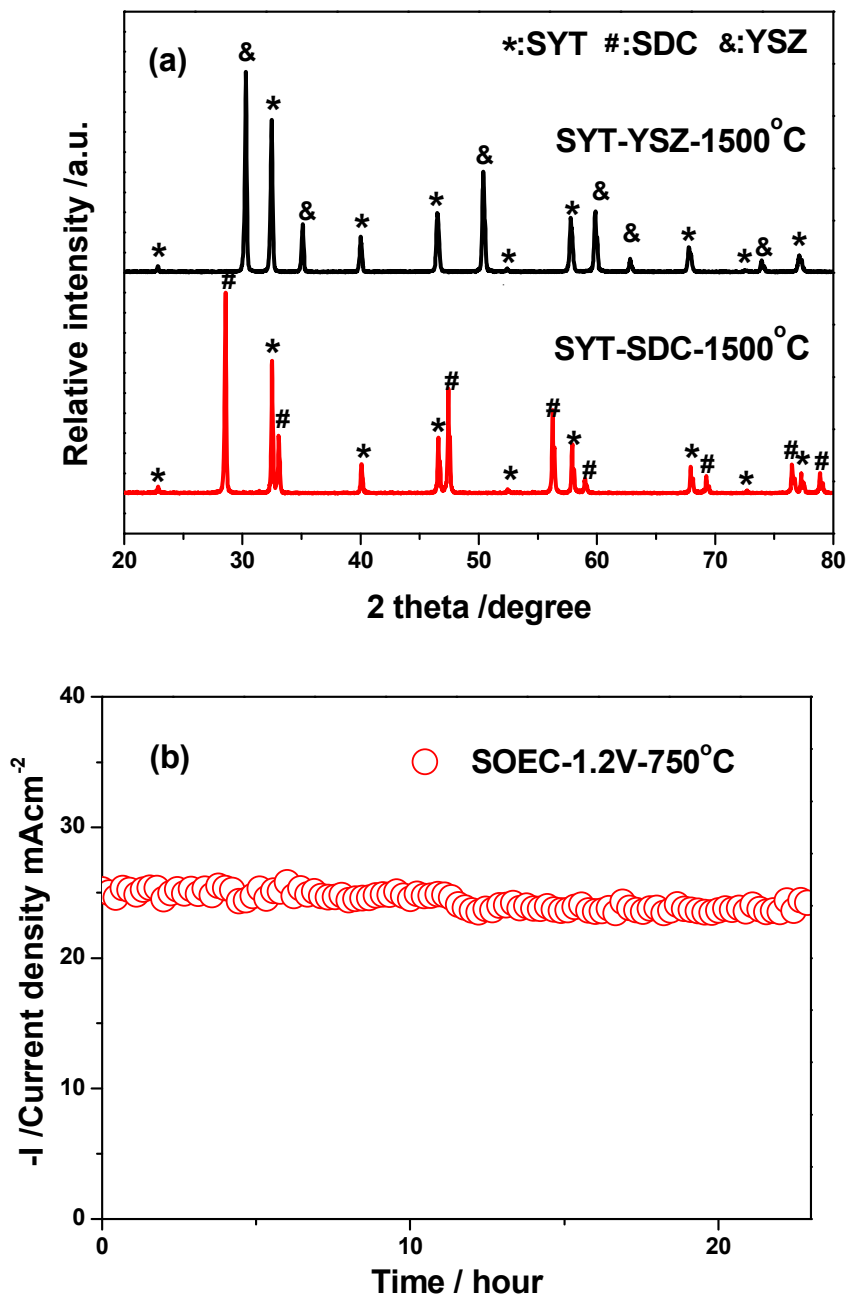 (a) *:SYT #:SDC &:YSZ
&
*
SYT-YSZ-1500°C
&
* & * * * * & & * * & *
#
SYT-SDC-1500°C
*
# # #
* * * * # * * # * # * #
Relative intensity /a.u.
20 30 40 50 60 70 80
2 theta /degree
40
(b) SOEC-1.2V-750°C
30
20
10
0
-I /Current density mAcm-2
0 10 20
Time / hour